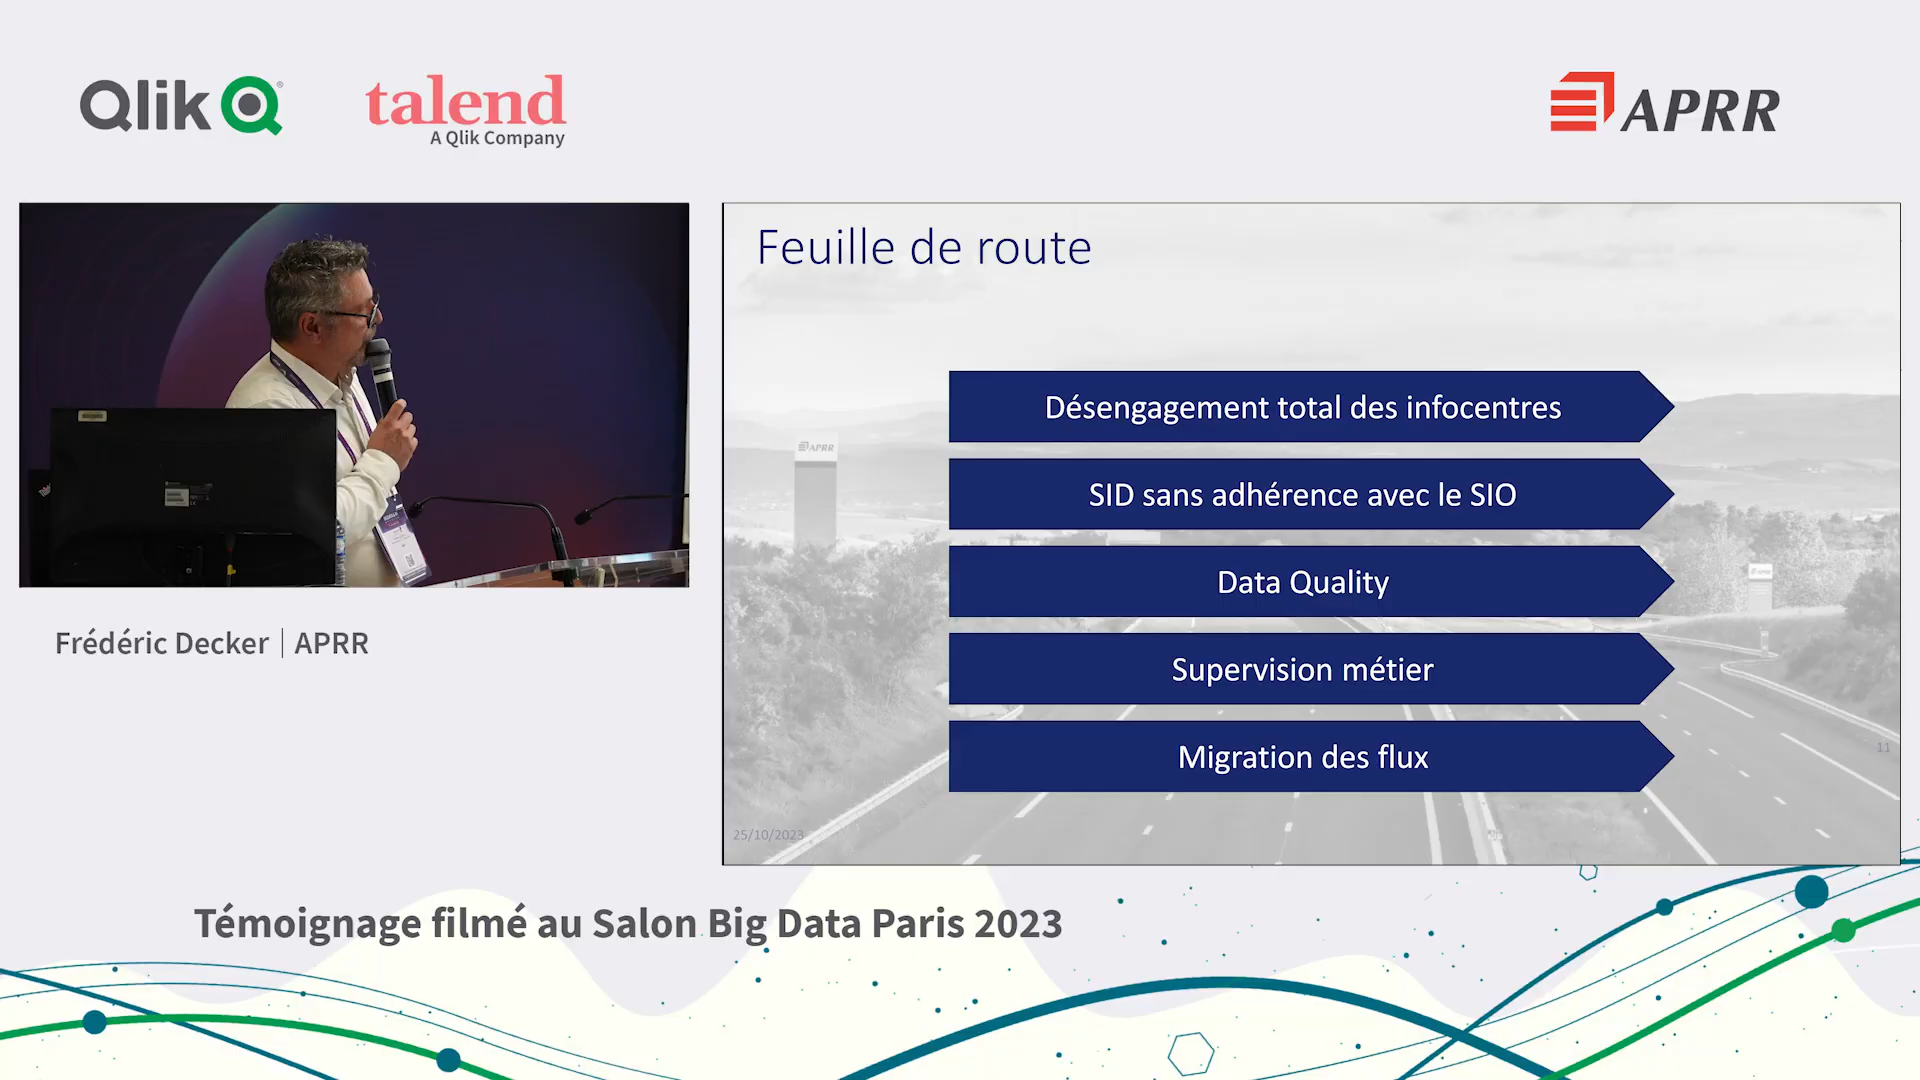 Qlik
talend
A Qlik Company
APRR
Feuille de route
Désengagement total des infocentres
SID sans adhérence avec le SIO
Data Quality
Supervision métier
Migration des flux
APRR
25/10/2023
11
Frédéric Decker | APRR
Témoignage filmé au Salon Big Data Paris 2023